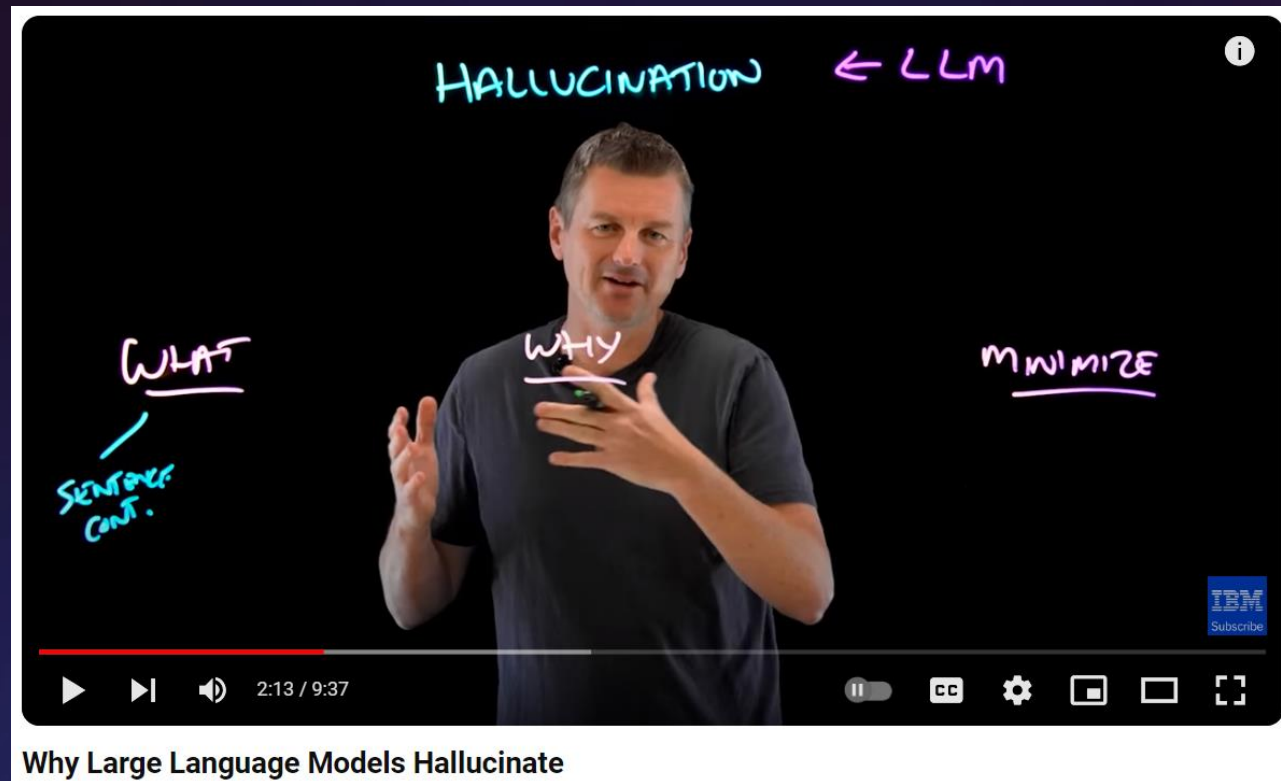 HALLUCINATION ← LLM
i
WHAT
WHY
MINIMIZE
SENTENCE
CONT.
IBM
Subscribe
2:13 / 9:37
CC
Why Large Language Models Hallucinate